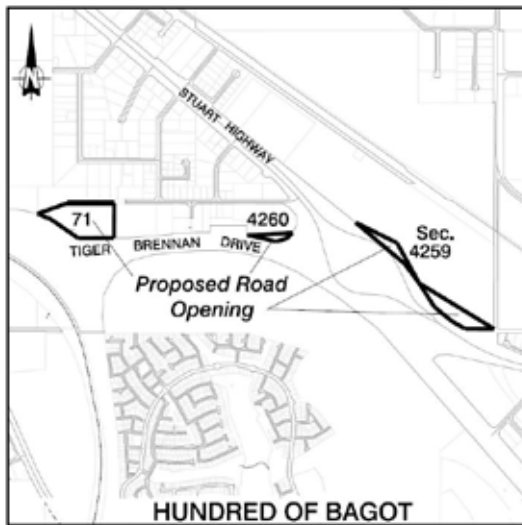 N
STUART HIGHWAY
71
4260
Sec.
4259
TIGER BRENNAN DRIVE
Proposed Road
Opening
HUNDRED OF BAGOT